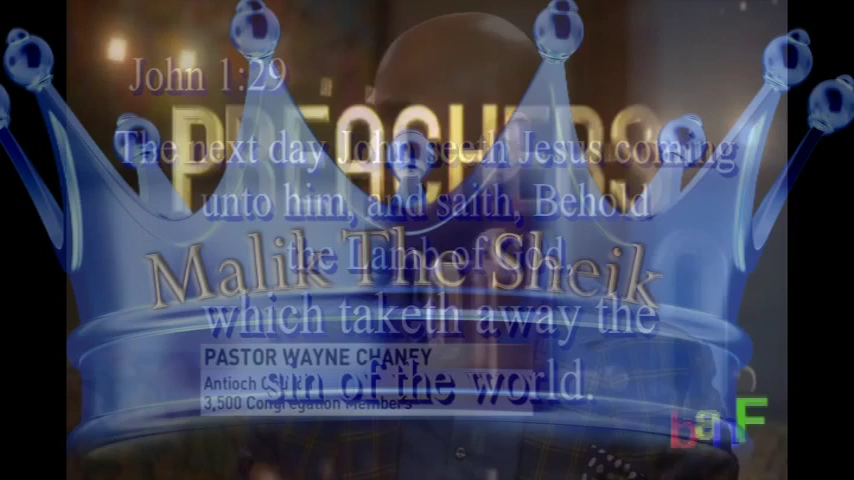 John 1:29
PREACHERS
The next day John seeth Jesus coming
unto him, and saith, Behold
the Lamb of God,
Malik The Sheik
which taketh away the
PASTOR WAYNE CHANEY
sin of the world.
Antioch
3,500 Congregation Members
banF